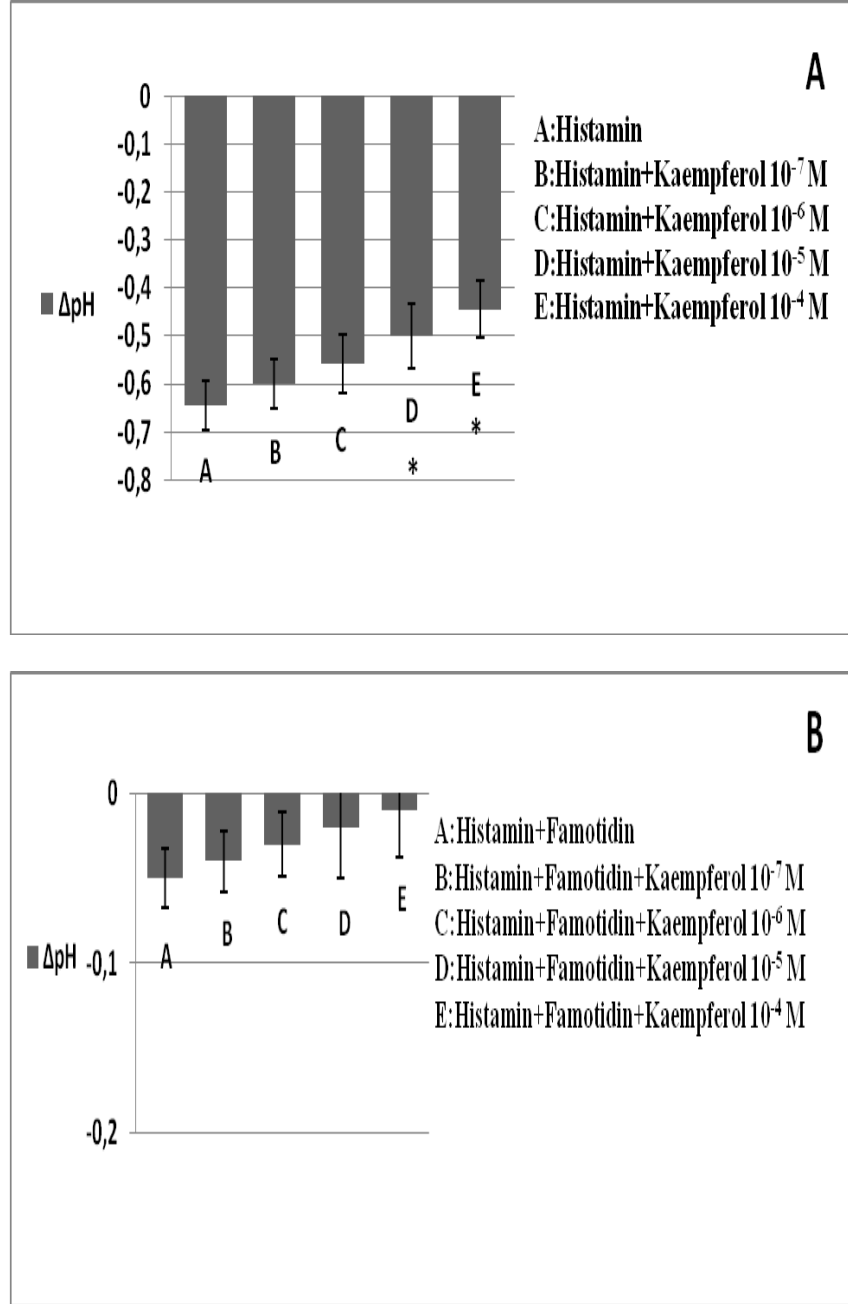 A
0
-0,1
-0,2
-0,3
-0,4
-0,5
-0,6
-0,7
-0,8
ΔpH
A
B
C
D
E
*
*
A:Histamin
B:Histamin+Kaempferol 10⁻⁷ M
C:Histamin+Kaempferol 10⁻⁶ M
D:Histamin+Kaempferol 10⁻⁵ M
E:Histamin+Kaempferol 10⁻⁴ M
B
0
-0,1
-0,2
ΔpH
A
B
C
D
E
A:Histamin+Famotidin
B:Histamin+Famotidin+Kaempferol 10⁻⁷ M
C:Histamin+Famotidin+Kaempferol 10⁻⁶ M
D:Histamin+Famotidin+Kaempferol 10⁻⁵ M
E:Histamin+Famotidin+Kaempferol 10⁻⁴ M